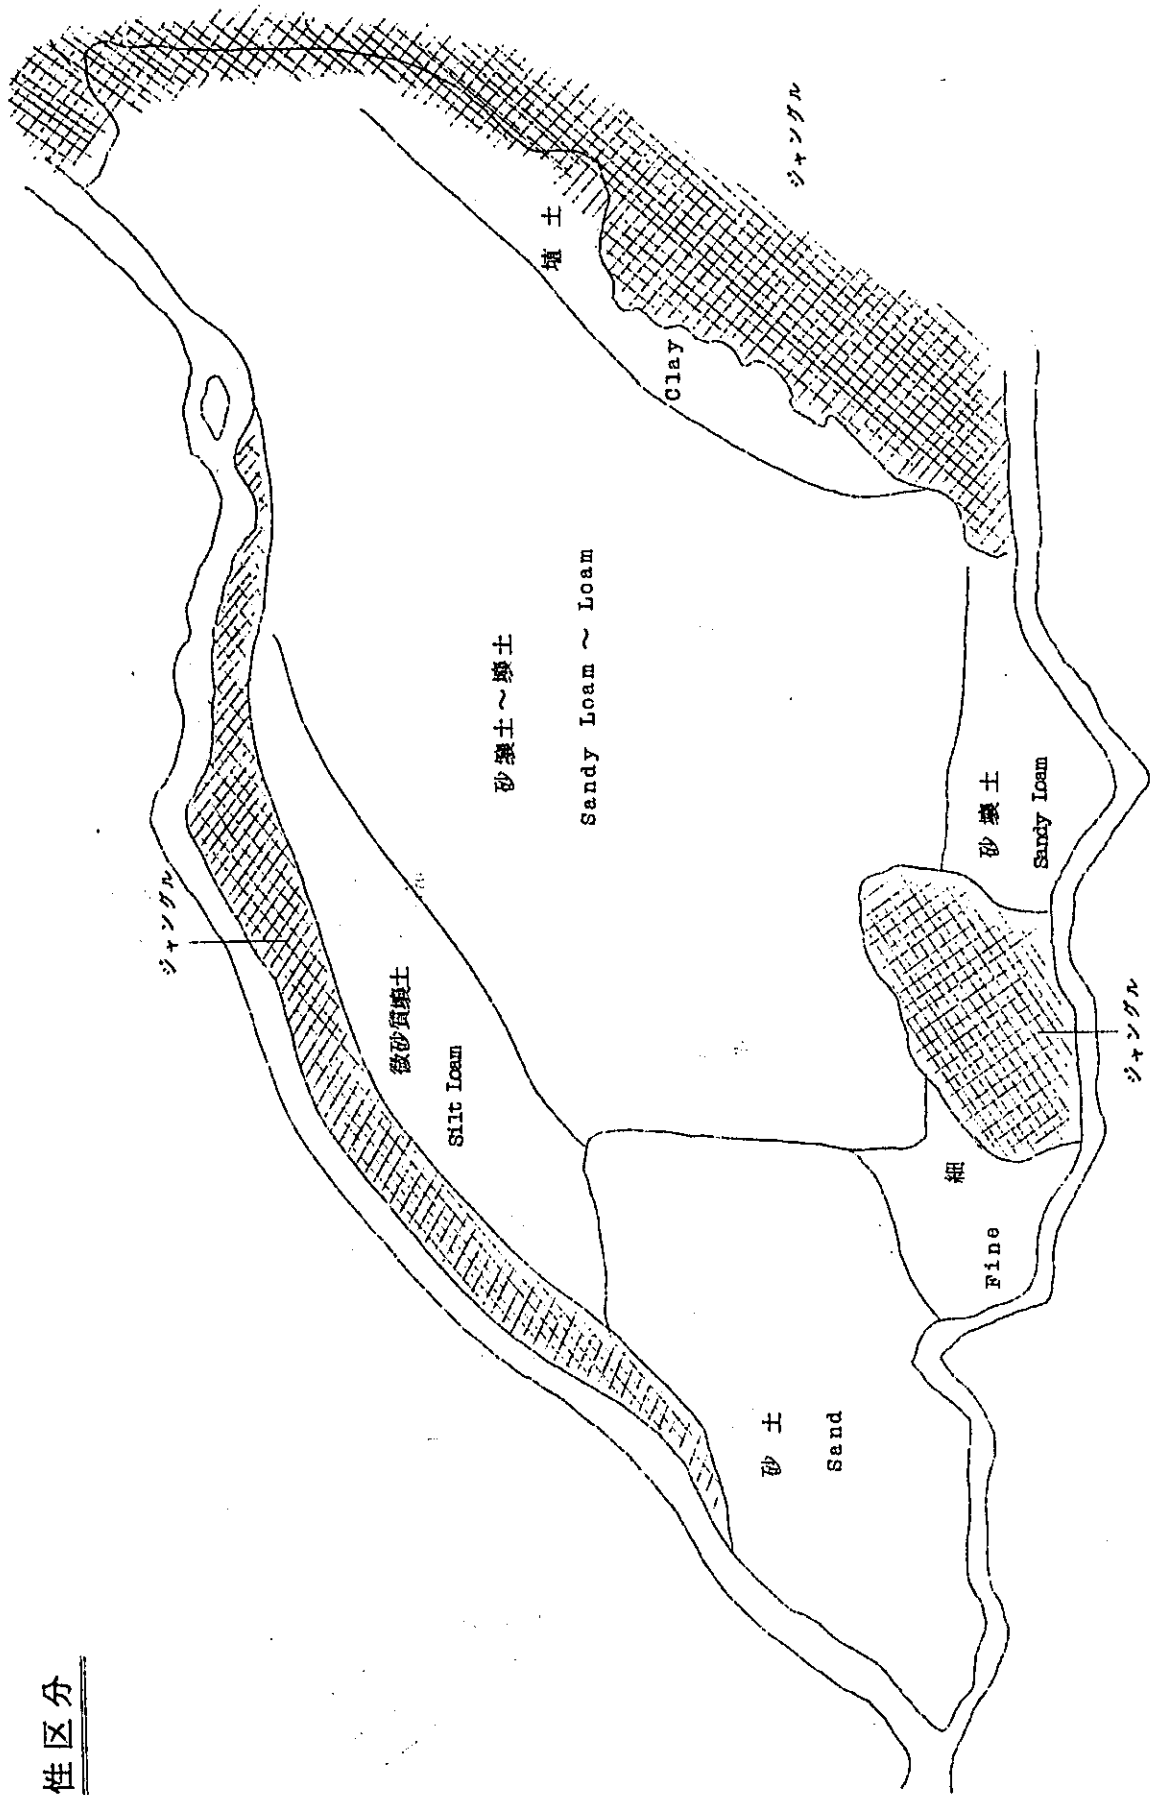 性区分
ジャングル
微砂質壌土
Silt Loam
砂壌土～壌土
Sandy Loam ～ Loam
埴土
Clay
ジャングル
砂土
Sand
細
Fine
砂壌土
Sandy Loam
ジャングル